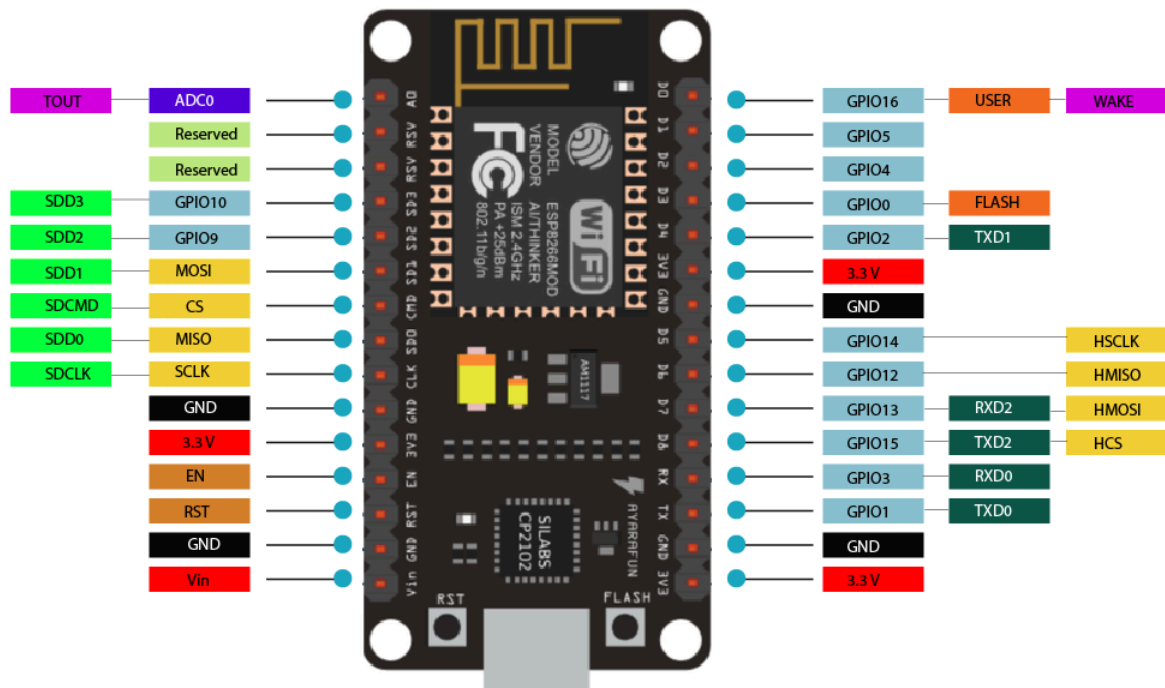 TOUT ADC0
Reserved
Reserved
SDD3 GPIO10
SDD2 GPIO9
SDD1 MOSI
SDCMD CS
SDD0 MISO
SDCLK SCLK
GND
3.3 V
EN
RST
GND
Vin
A0
RSV
RSV
SD3
SD2
SD1
CMD
SD0
CLK
GND
3V3
EN
RST
GND
Vin
FC
MODEL ESP8266MOD
VENDOR AI/THINKER
ISM 2.4GHz
PA +25dBm
802.11b/g/n
WiFi
AM1117
SILABS
CP2102
AYARAFUN
RST
FLASH
D0
D1
D2
D3
D4
3V3
GND
D5
D6
D7
D8
RX
TX
GND
3V3
GPIO16 USER WAKE
GPIO5
GPIO4
GPIO0 FLASH
GPIO2 TXD1
3.3 V
GND
GPIO14 HSCLK
GPIO12 HMISO
GPIO13 RXD2 HMOSI
GPIO15 TXD2 HCS
GPIO3 RXD0
GPIO1 TXD0
GND
3.3 V